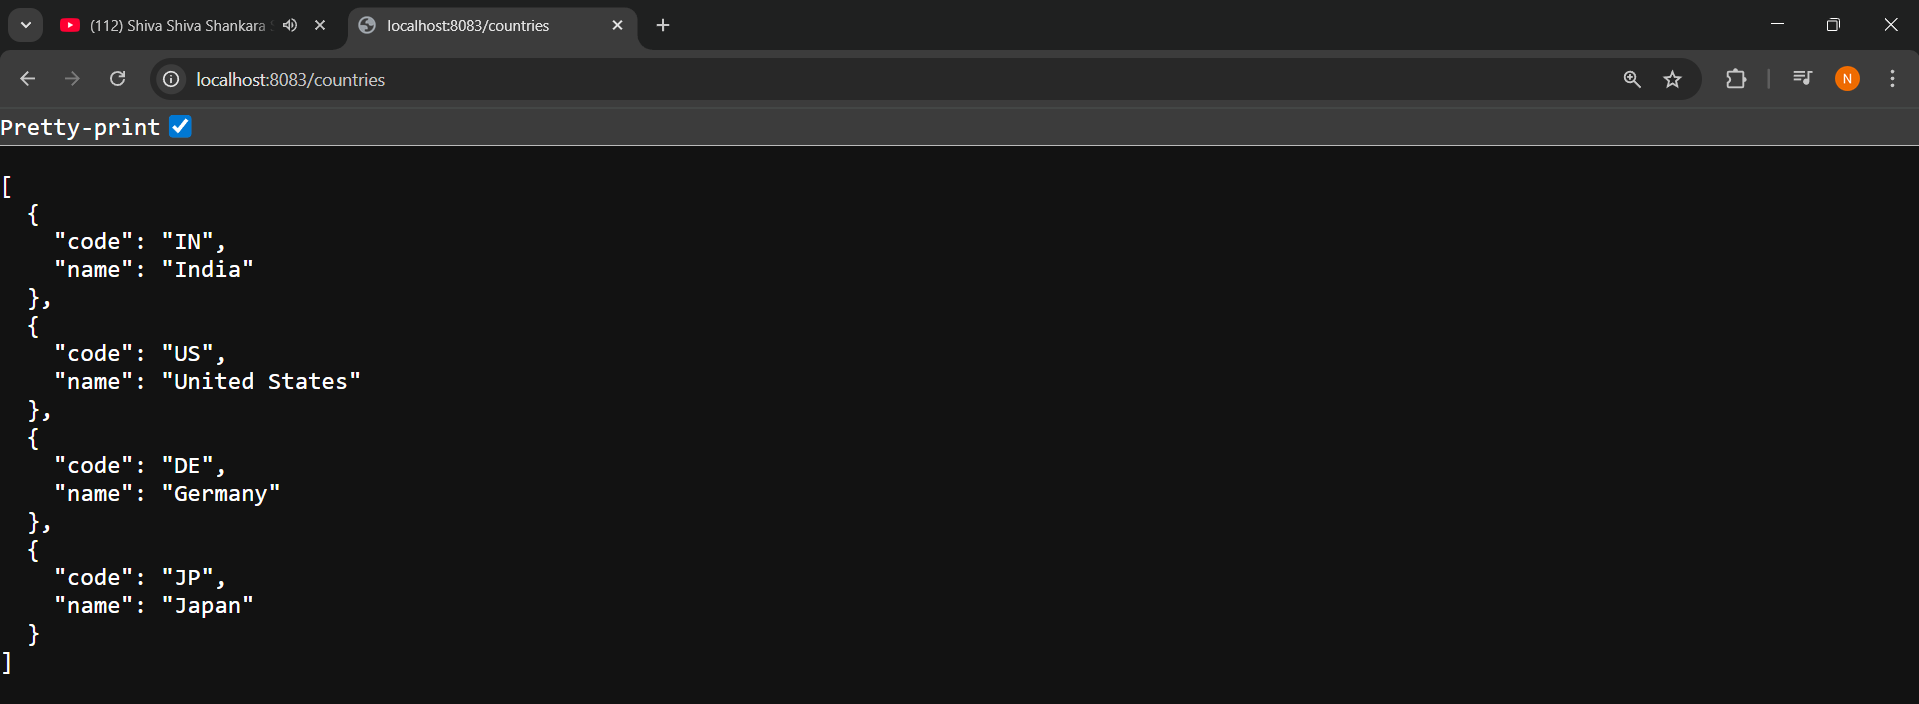 (112) Shiva Shiva Shankara
localhost:8083/countries
localhost:8083/countries
N
Pretty-print
[
  {
    "code": "IN",
    "name": "India"
  },
  {
    "code": "US",
    "name": "United States"
  },
  {
    "code": "DE",
    "name": "Germany"
  },
  {
    "code": "JP",
    "name": "Japan"
  }
]